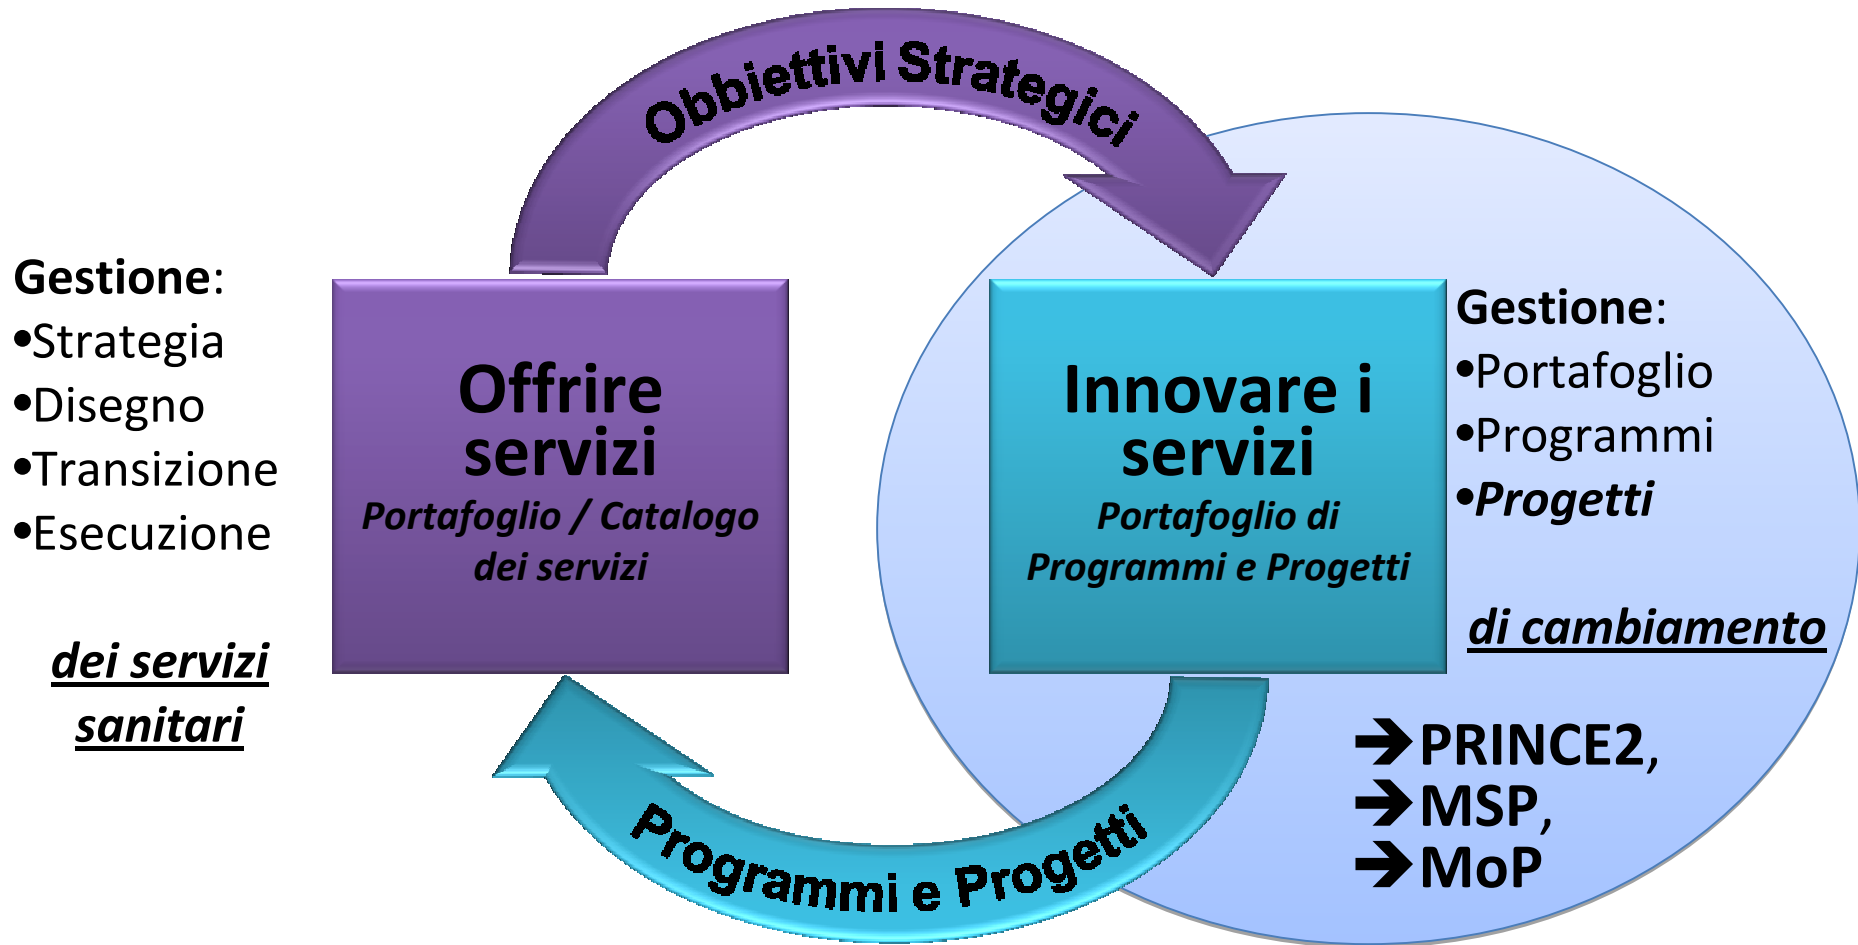 Obbiettivi Strategici
Gestione:
•Strategia
•Disegno
•Transizione
•Esecuzione
dei servizi
sanitari
Offrire
servizi
Portafoglio / Catalogo
dei servizi
Innovare i
servizi
Portafoglio di
Programmi e Progetti
Gestione:
•Portafoglio
•Programmi
•Progetti
di cambiamento
➔PRINCE2,
➔MSP,
➔MoP
Programmi e Progetti